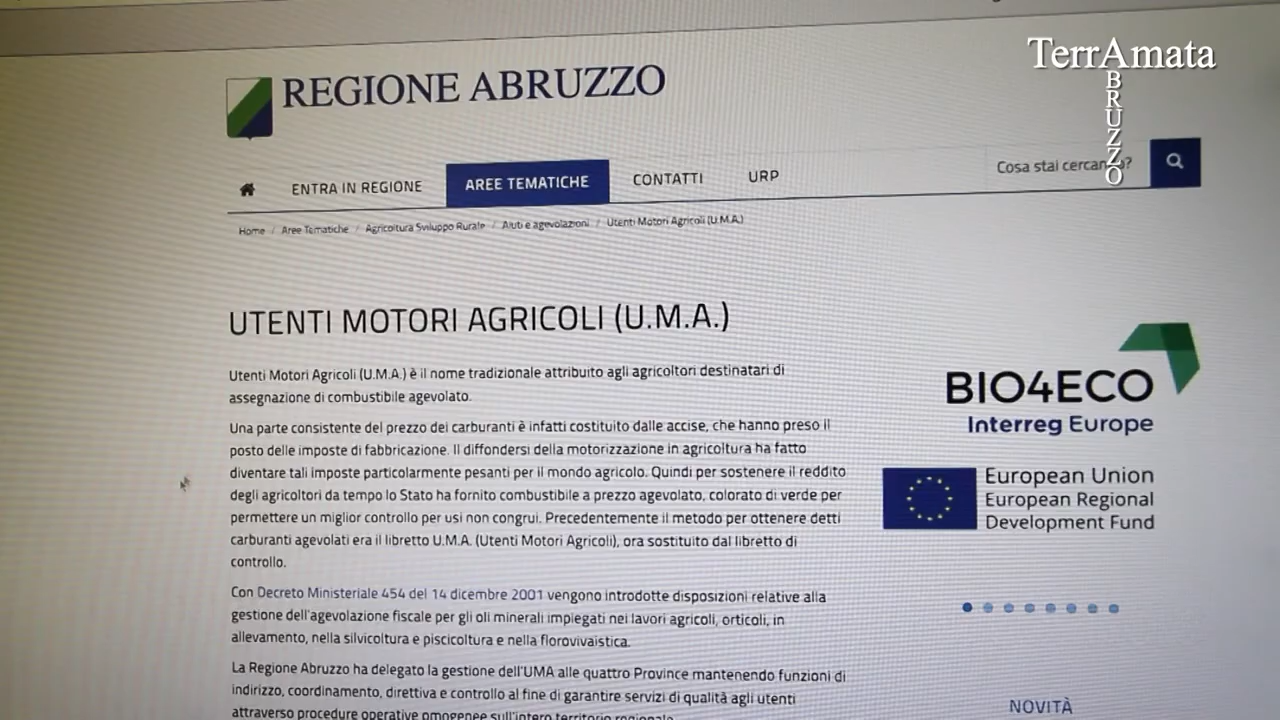 TerrAmata
ABRUZZO
REGIONE ABRUZZO
ENTRA IN REGIONE
AREE TEMATICHE
CONTATTI
URP
Cosa stai cercando?
Home / Aree Tematiche / Agricoltura Sviluppo Rurale / Aiuti e agevolazioni / Utenti Motori Agricoli (U.M.A.)
UTENTI MOTORI AGRICOLI (U.M.A.)
Utenti Motori Agricoli (U.M.A.) è il nome tradizionale attribuito agli agricoltori destinatari di
assegnazione di combustibile agevolato.
Una parte consistente del prezzo dei carburanti è infatti costituito dalle accise, che hanno preso il
posto delle imposte di fabbricazione. Il diffondersi della motorizzazione in agricoltura ha fatto
diventare tali imposte particolarmente pesanti per il mondo agricolo. Quindi per sostenere il reddito
degli agricoltori da tempo lo Stato ha fornito combustibile a prezzo agevolato, colorato di verde per
permettere un miglior controllo per usi non congrui. Precedentemente il metodo per ottenere detti
carburanti agevolati era il libretto U.M.A. (Utenti Motori Agricoli), ora sostituito dal libretto di
controllo.
Con Decreto Ministeriale 454 del 14 dicembre 2001 vengono introdotte disposizioni relative alla
gestione dell'agevolazione fiscale per gli oli minerali impiegati nei lavori agricoli, orticoli, in
allevamento, nella silvicoltura e piscicoltura e nella florovivaistica.
La Regione Abruzzo ha delegato la gestione dell'UMA alle quattro Province mantenendo funzioni di
indirizzo, coordinamento, direttiva e controllo al fine di garantire servizi di qualità agli utenti
attraverso procedure operative omogenee sull'intero territorio regionale.
BIO4ECO
Interreg Europe
European Union
European Regional
Development Fund
NOVITÀ